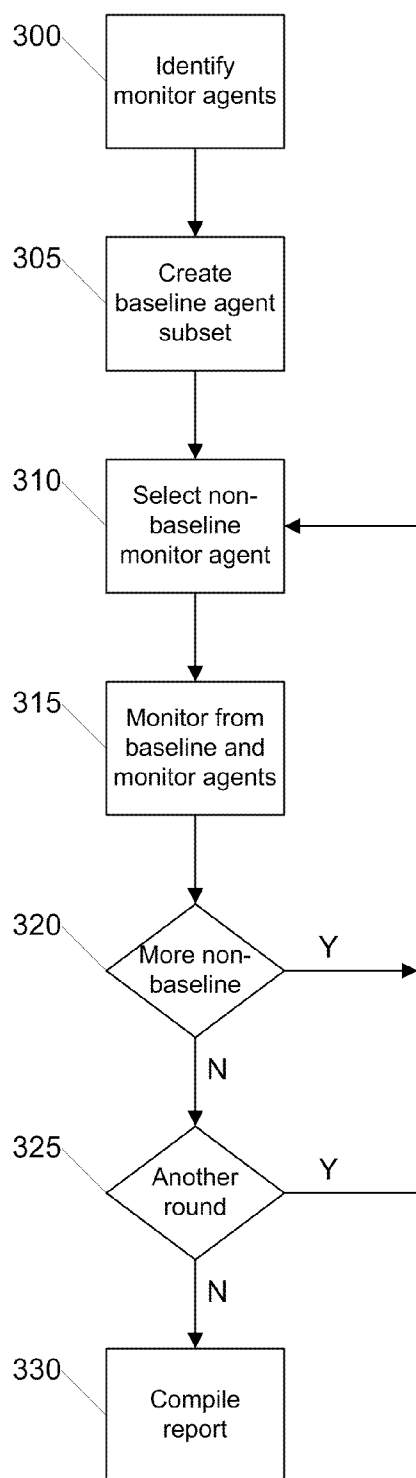 300
Identify
monitor agents
305
Create
baseline agent
subset
310
Select non-
baseline
monitor agent
315
Monitor from
baseline and
monitor agents
320
More non-
baseline
Y
N
325
Another
round
Y
N
330
Compile
report